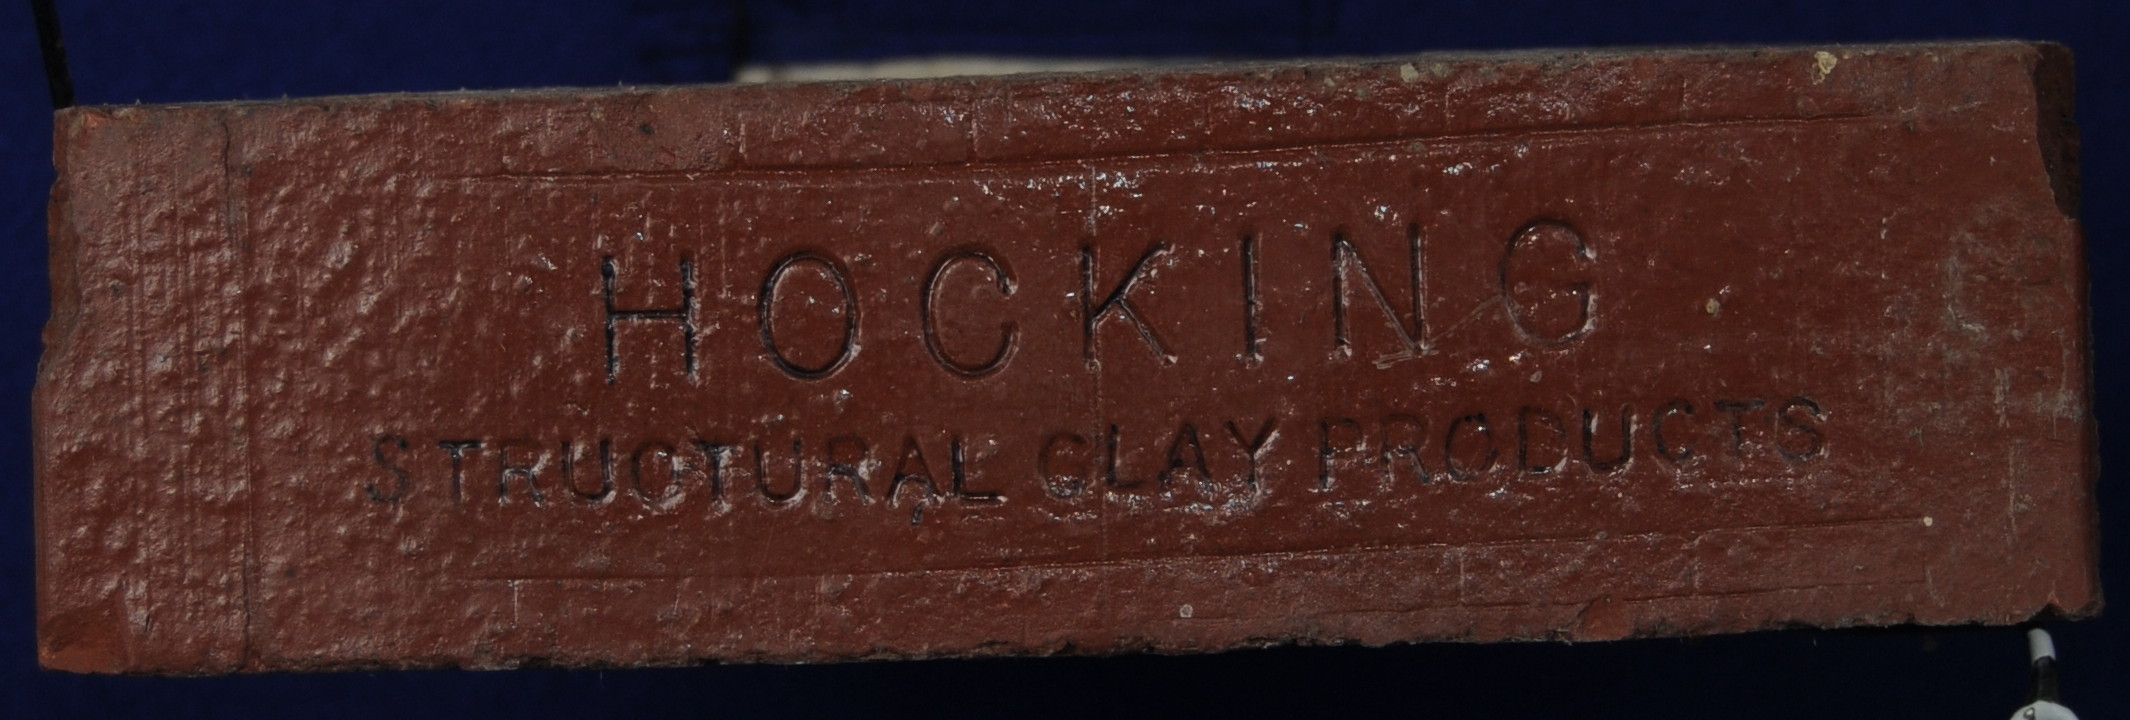 HOCKING
STRUCTURAL CLAY PRODUCTS